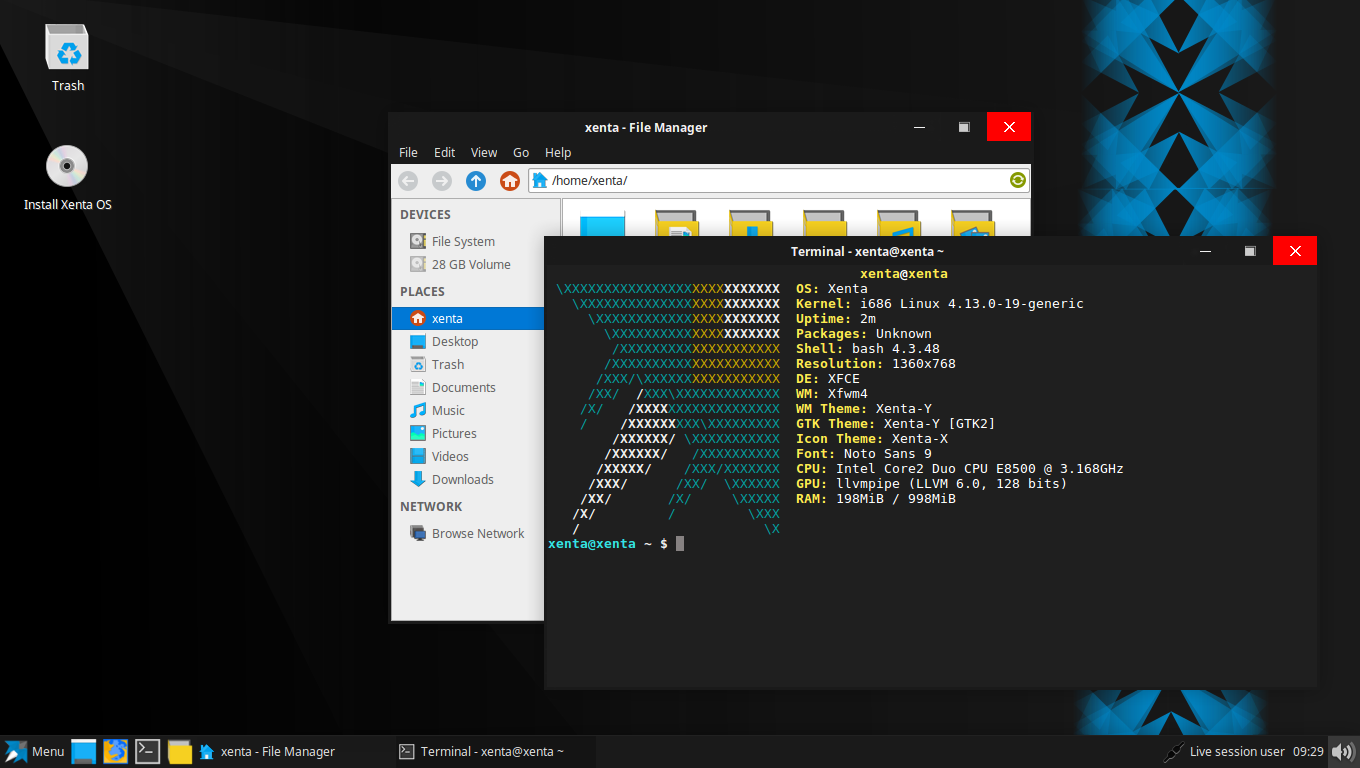 Trash
Install Xenta OS
xenta - File Manager
File Edit View Go Help
/home/xenta/
DEVICES
File System
28 GB Volume
PLACES
xenta
Desktop
Trash
Documents
Music
Pictures
Videos
Downloads
NETWORK
Browse Network
Terminal - xenta@xenta ~
xenta@xenta
\XXXXXXXXXXXXXXXXXXXXXXXXXXX OS: Xenta
\XXXXXXXXXXXXXXXXXXXXXXXXX Kernel: i686 Linux 4.13.0-19-generic
\XXXXXXXXXXXXXXXXXXXXXXX Uptime: 2m
\XXXXXXXXXXXXXXXXXXXXX Packages: Unknown
/XXXXXXXXXXXXXXXXXXXX Shell: bash 4.3.48
/XXXXXXXXXXXXXXXXXXXXX Resolution: 1360x768
/XXX/\XXXXXXXXXXXXXXXXX DE: XFCE
/XX/  /XXX\XXXXXXXXXXXXX WM: Xfwm4
/X/   /XXXXXXXXXXXXXXXXXX WM Theme: Xenta-Y
/    /XXXXXXXXX\XXXXXXXXX GTK Theme: Xenta-Y [GTK2]
/XXXXXX/ \XXXXXXXXXXX Icon Theme: Xenta-X
/XXXXXX/   /XXXXXXXXXX Font: Noto Sans 9
/XXXXX/    /XXX/XXXXXXX CPU: Intel Core2 Duo CPU E8500 @ 3.168GHz
/XXX/      /XX/  \XXXXXX GPU: llvmpipe (LLVM 6.0, 128 bits)
/XX/       /X/     \XXXXX RAM: 198MiB / 998MiB
/X/         /         \XXX
/                       \X
xenta@xenta ~ $
Menu xenta - File Manager Terminal - xenta@xenta ~ Live session user 09:29